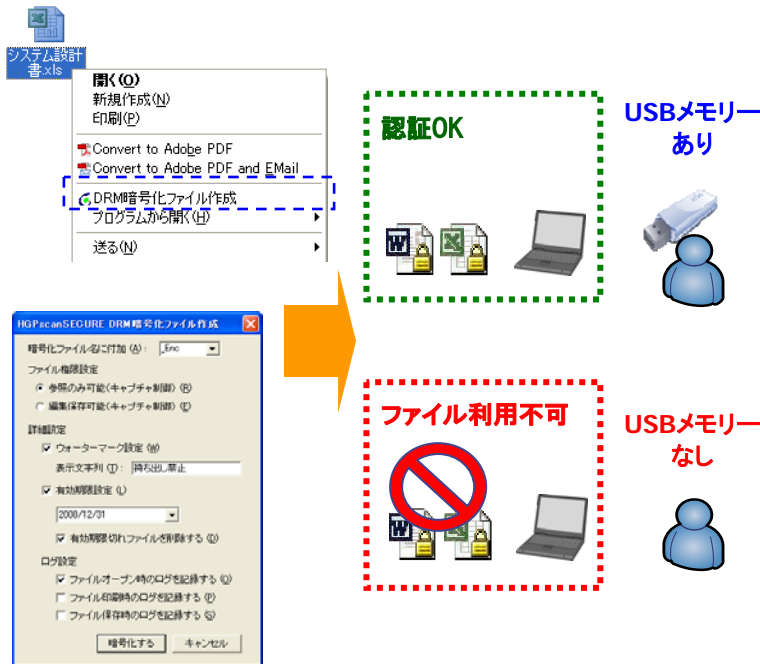 システム設計
書.xls
開く(O)
新規作成(N)
印刷(P)
Convert to Adobe PDF
Convert to Adobe PDF and EMail
DRM暗号化ファイル作成
プログラムから開く(H)
送る(N)
HGPscanSECURE DRM暗号化ファイル作成
暗号化ファイル名に付加 (A): _Enc
ファイル権限設定
参照のみ可能(キャプチャ制御) (R)
編集保存可能(キャプチャ制御) (E)
詳細設定
ウォーターマーク設定 (W)
表示文字列 (T): 持ち出し禁止
有効期限設定 (L)
2008/12/31
有効期限切れファイルを削除する (D)
ログ設定
ファイルオープン時のログを記録する (O)
ファイル印刷時のログを記録する (P)
ファイル保存時のログを記録する (S)
暗号化する キャンセル
認証OK
USBメモリー
あり
ファイル利用不可
USBメモリー
なし